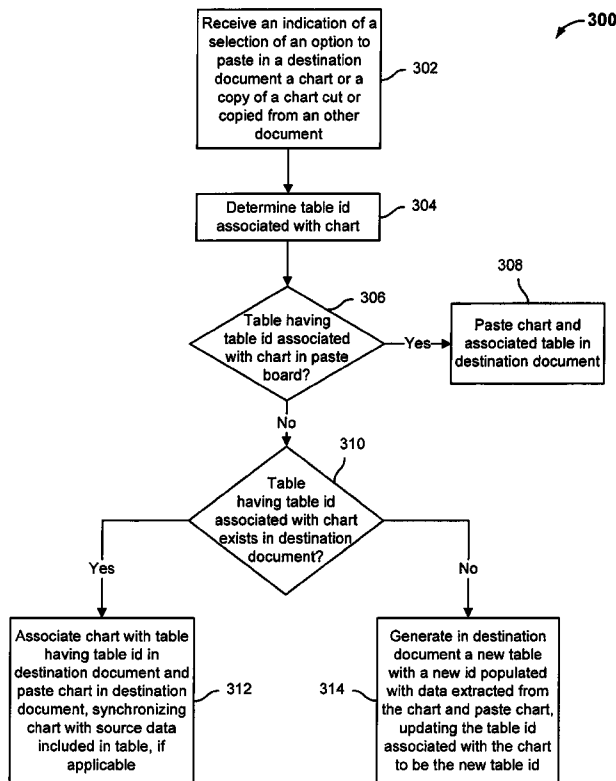 300
Receive an indication of a
selection of an option to
paste in a destination
document a chart or a
copy of a chart cut or
copied from an other
document
302
Determine table id
associated with chart
304
306
Table having
table id associated
with chart in paste
board?
Yes
308
Paste chart and
associated table in
destination document
No
310
Table
having table id
associated with chart
exists in destination
document?
Yes
No
Associate chart with table
having table id in
destination document and
paste chart in destination
document, synchronizing
chart with source data
included in table, if
applicable
312
314
Generate in destination
document a new table
with a new id populated
with data extracted from
the chart and paste chart,
updating the table id
associated with the chart
to be the new table id